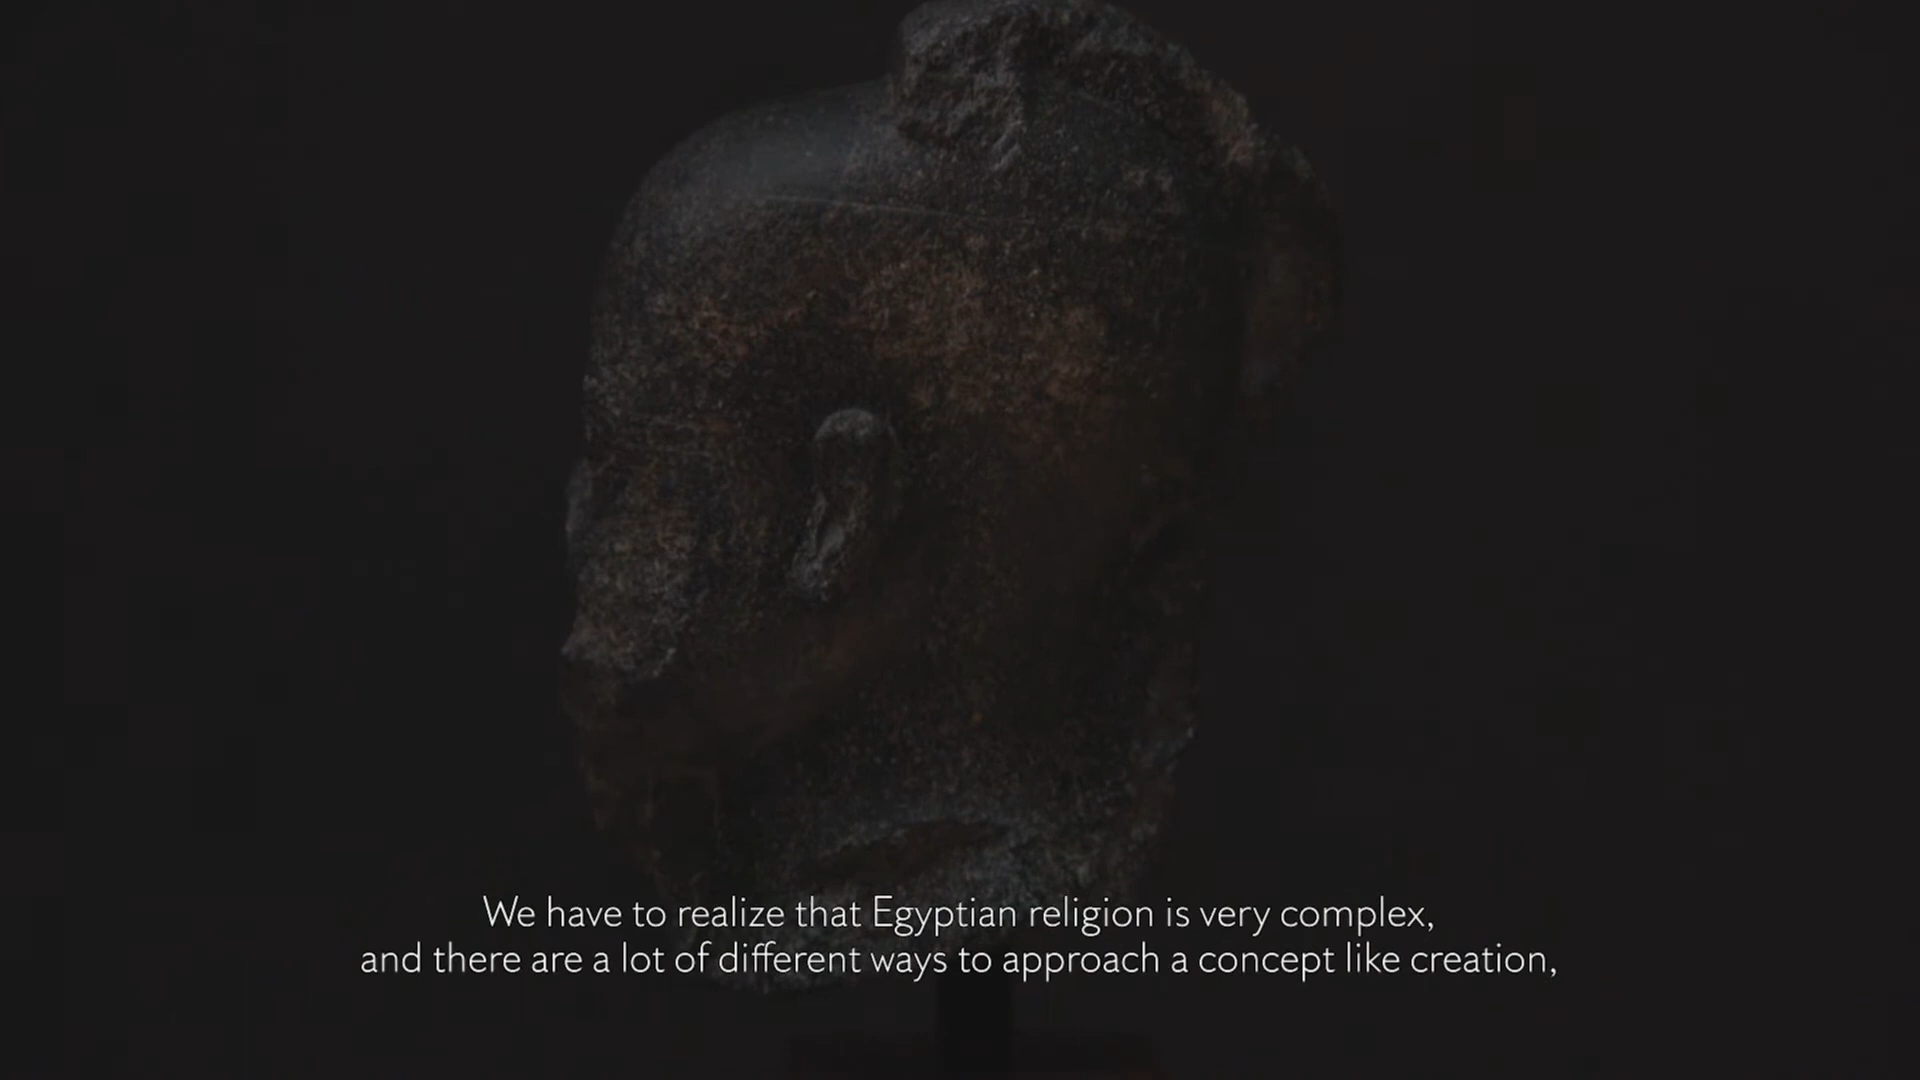 We have to realize that Egyptian religion is very complex,
and there are a lot of different ways to approach a concept like creation,